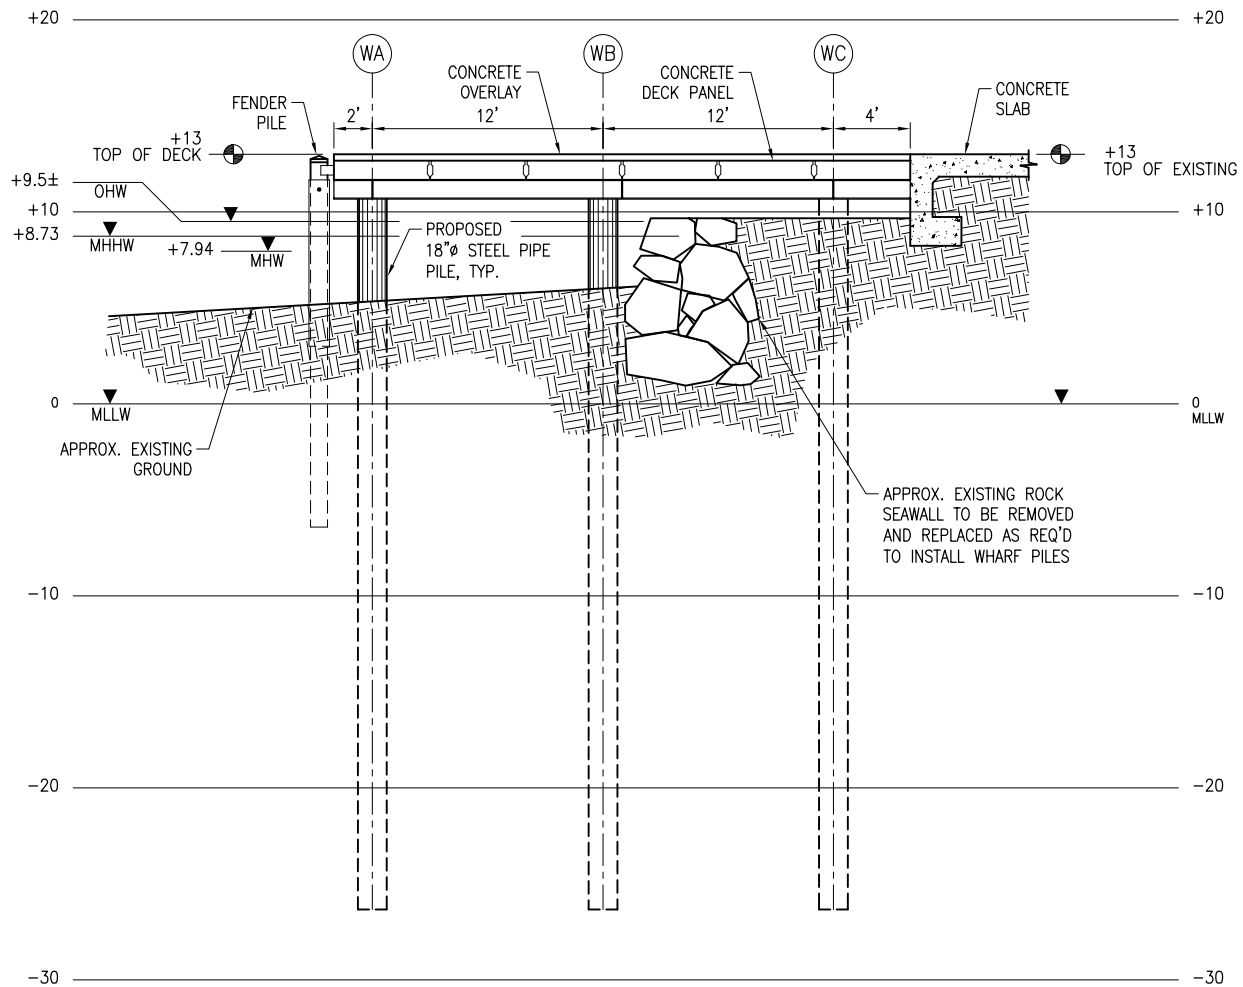 +20
+20
WA
WB
WC
CONCRETE
OVERLAY
CONCRETE
DECK PANEL
CONCRETE
SLAB
FENDER
PILE
2'
12'
12'
4'
+13
TOP OF DECK
+13
TOP OF EXISTING
+9.5±
OHW
+10
+10
+8.73
MHHW
+7.94
MHW
PROPOSED
18"ø STEEL PIPE
PILE, TYP.
0
MLLW
0
MLLW
APPROX. EXISTING
GROUND
APPROX. EXISTING ROCK
SEAWALL TO BE REMOVED
AND REPLACED AS REQ'D
TO INSTALL WHARF PILES
-10
-10
-20
-20
-30
-30